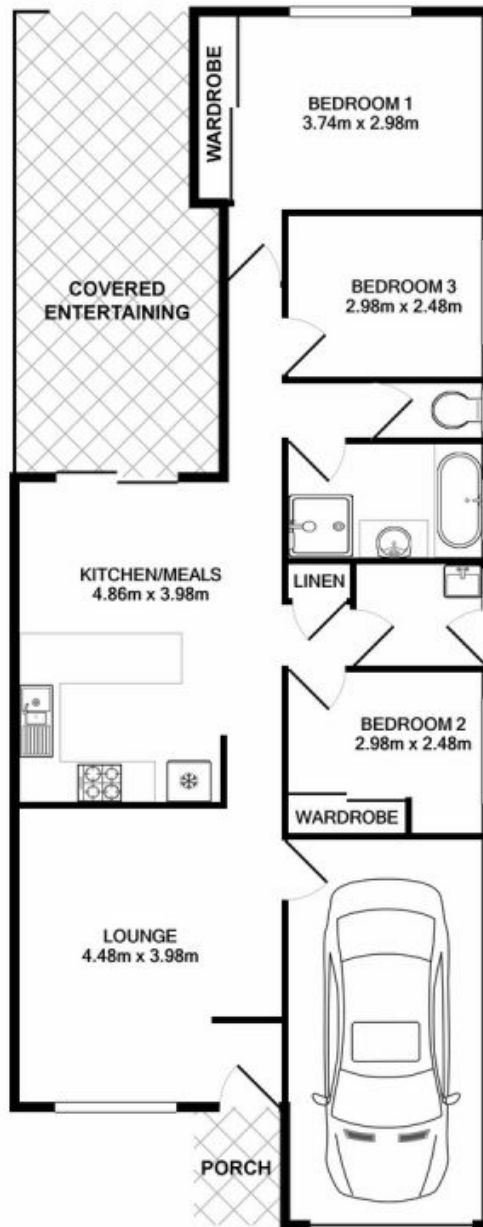 WARDROBE
BEDROOM 1
3.74m x 2.98m
COVERED
ENTERTAINING
BEDROOM 3
2.98m x 2.48m
KITCHEN/MEALS
4.86m x 3.98m
LINEN
BEDROOM 2
2.98m x 2.48m
WARDROBE
LOUNGE
4.48m x 3.98m
PORCH